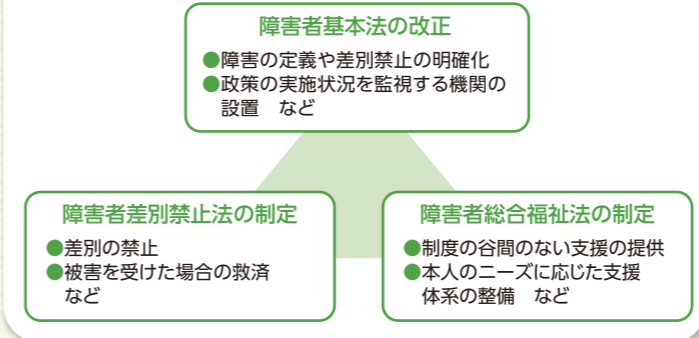 障害者基本法の改正
●障害の定義や差別禁止の明確化
●政策の実施状況を監視する機関の
設置　など
障害者差別禁止法の制定
●差別の禁止
●被害を受けた場合の救済
など
障害者総合福祉法の制定
●制度の谷間のない支援の提供
●本人のニーズに応じた支援
体系の整備　など